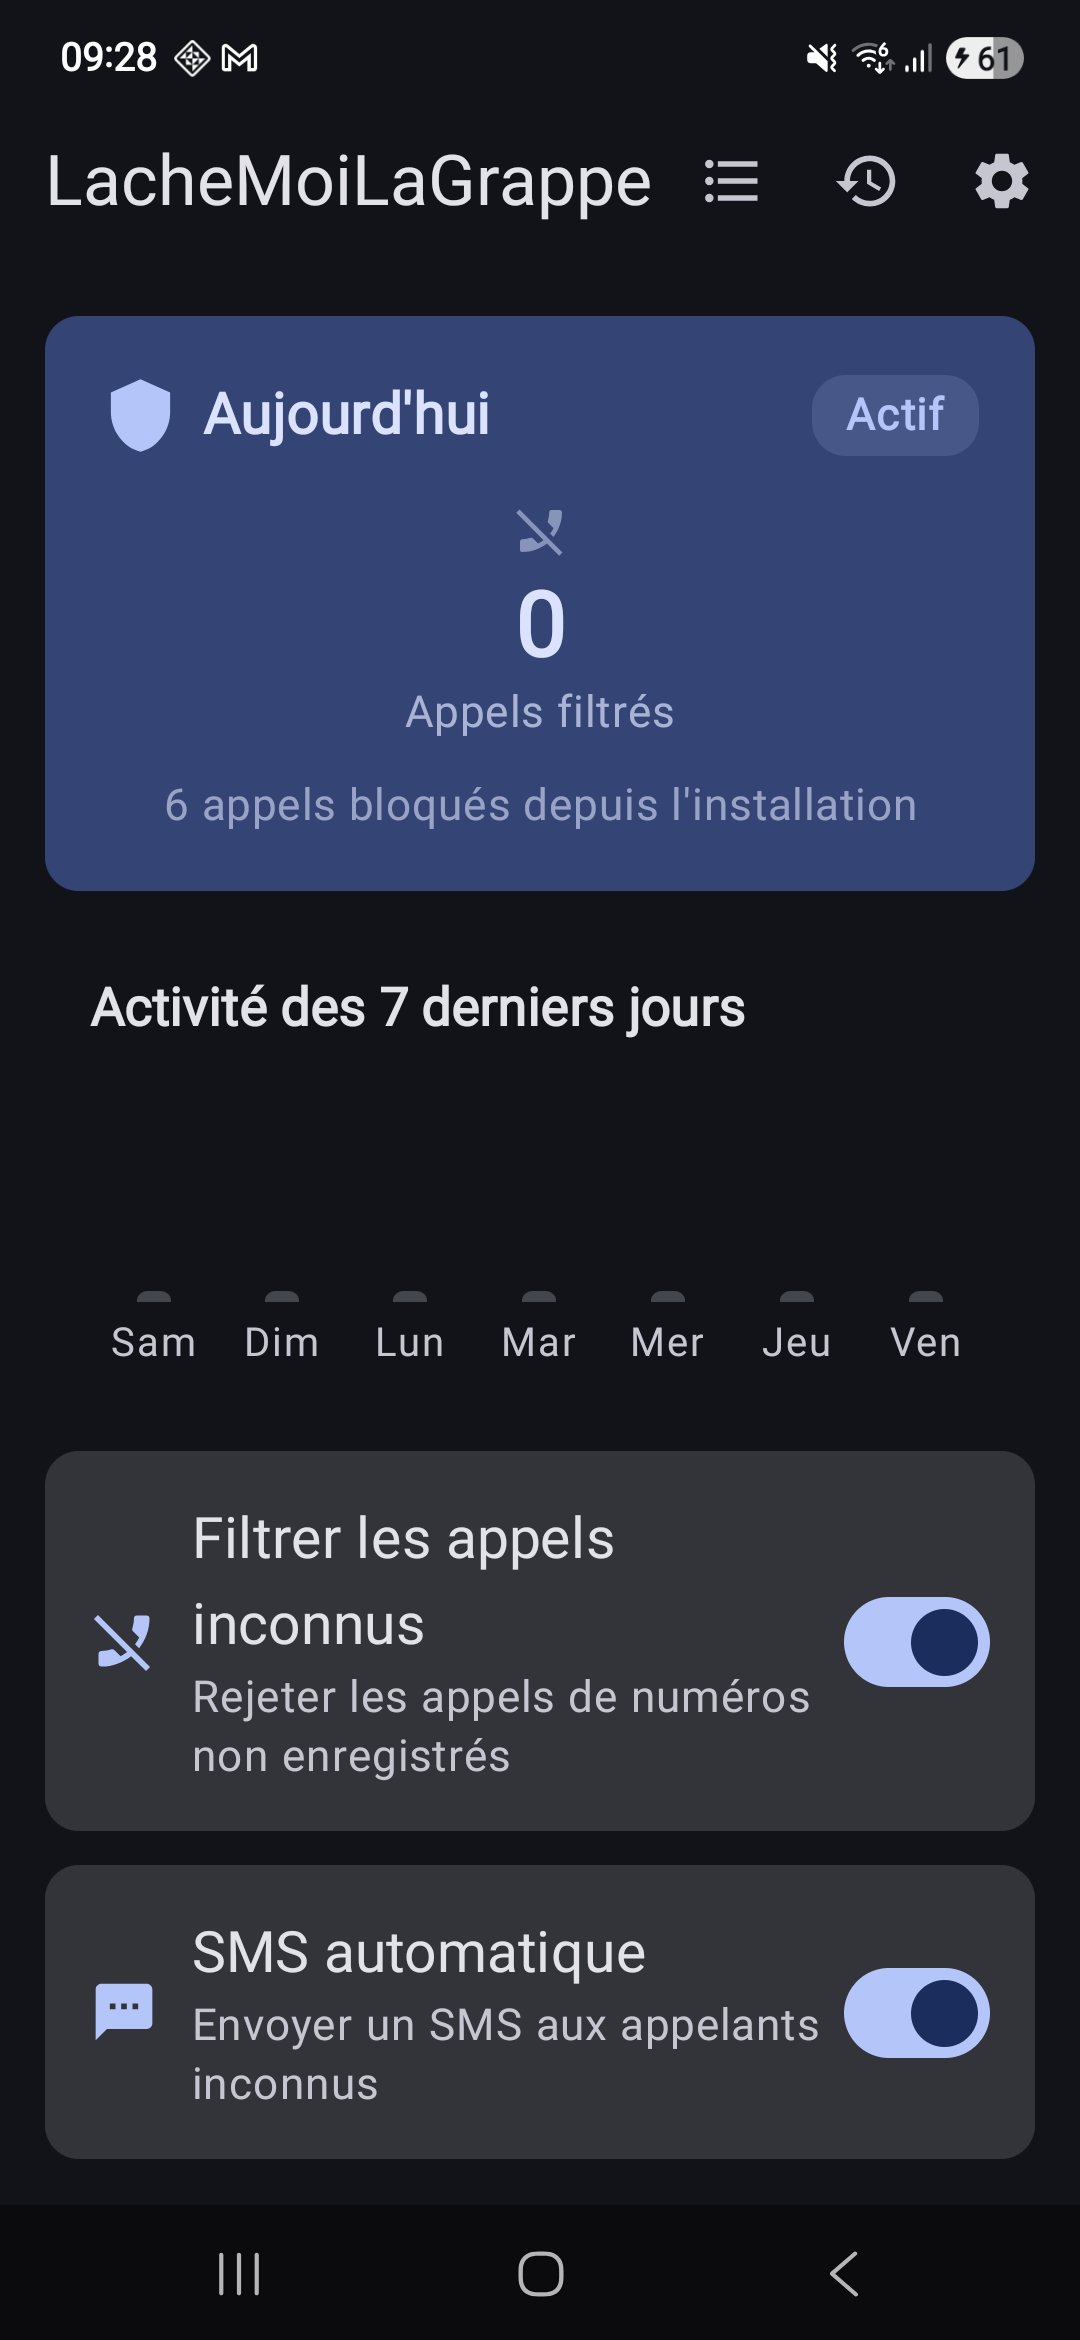 09:28
6
61
LacheMoiLaGrappe
Aujourd'hui
Actif
0
Appels filtrés
6 appels bloqués depuis l'installation
Activité des 7 derniers jours
Sam Dim Lun Mar Mer Jeu Ven
Filtrer les appels
inconnus
Rejeter les appels de numéros
non enregistrés
SMS automatique
Envoyer un SMS aux appelants
inconnus